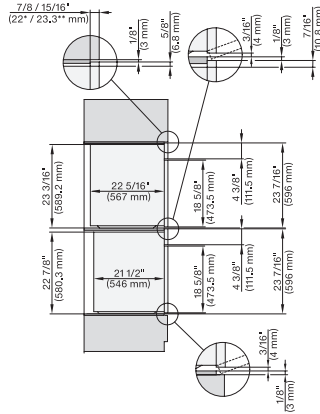 7/8 / 15/16"
(22* / 23.3** mm)
1/8"
(3 mm)
5/8"
(6.8 mm)
3/16"
(4 mm)
1/8"
(3 mm)
7/16"
(10.8 mm)
23 3/16"
(589.2 mm)
22 5/16"
(567 mm)
18 5/8"
(473.5 mm)
4 3/8"
(111.5 mm)
23 7/16"
(596 mm)
22 7/8"
(580.3 mm)
21 1/2"
(546 mm)
18 5/8"
(473.5 mm)
4 3/8"
(111.5 mm)
23 7/16"
(596 mm)
3/16"
(4 mm)
1/8"
(3 mm)